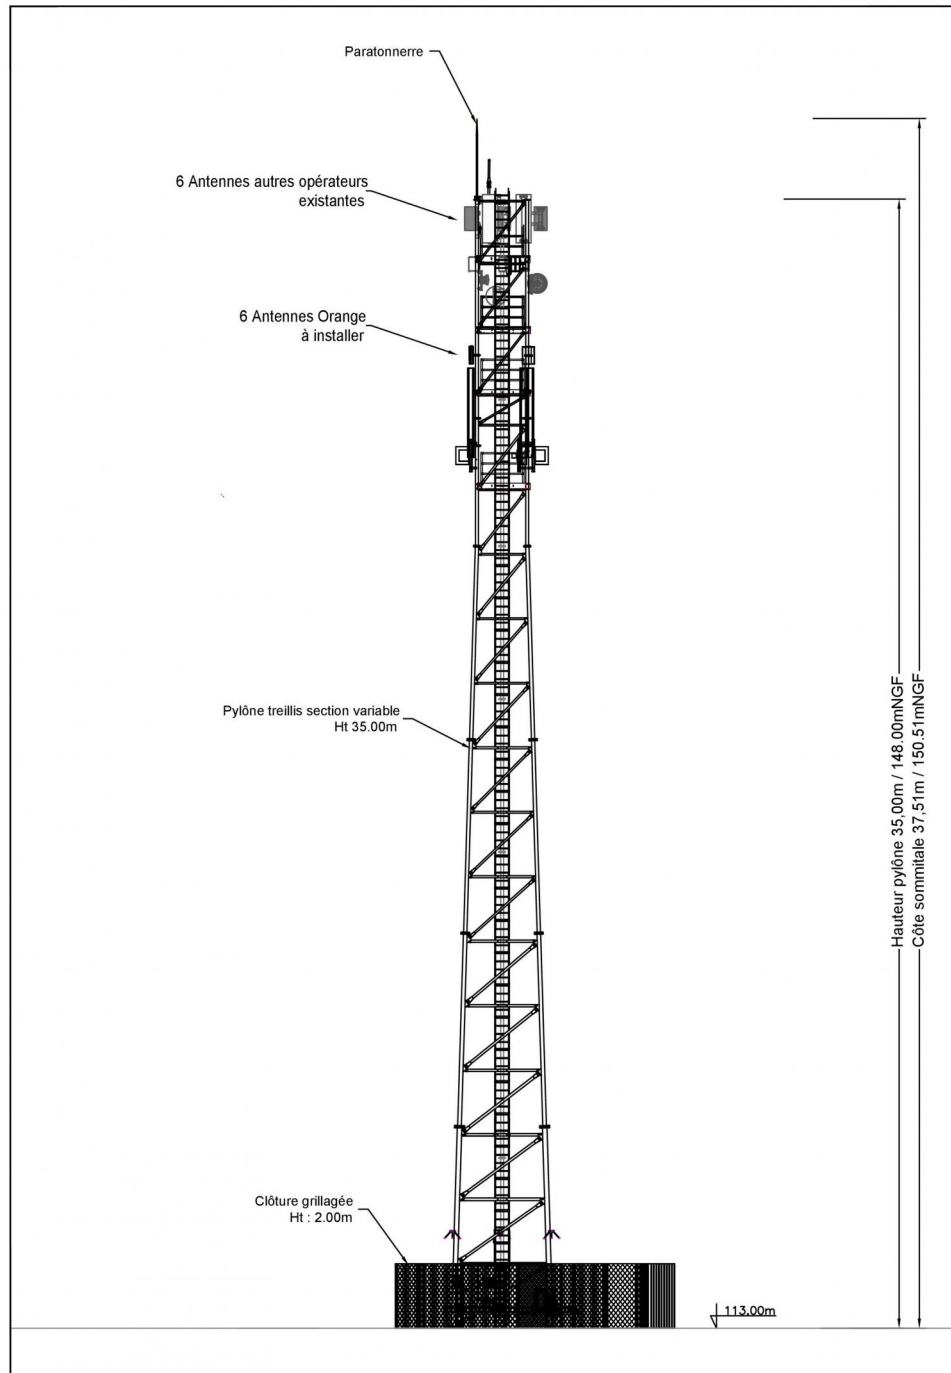 Paratonnerre
6 Antennes autres opérateurs
existantes
6 Antennes Orange
à installer
Pylône treillis section variable
Ht 35.00m
Hauteur pylône 35,00m / 148.00mNGF
Côte sommitale 37,51m / 150.51mNGF
Clôture grillagée
Ht : 2.00m
113.00m